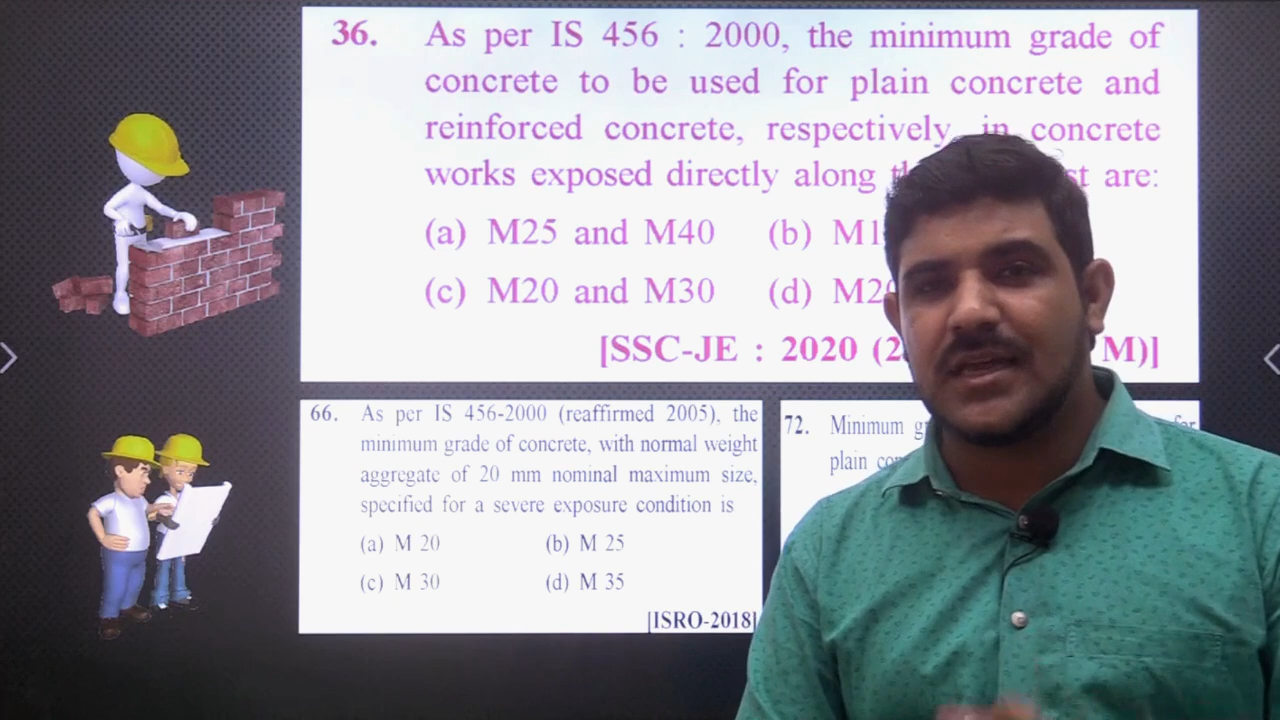 36. As per IS 456 : 2000, the minimum grade of
concrete to be used for plain concrete and
reinforced concrete, respectively, in concrete
works exposed directly along are:
(a) M25 and M40 (b)
(c) M20 and M30 (d)
[SSC-JE : 2020 M)]
66. As per IS 456-2000 (reaffirmed 2005), the
minimum grade of concrete, with normal weight
aggregate of 20 mm nominal maximum size,
specified for a severe exposure condition is
(a) M 20 (b) M 25
(c) M 30 (d) M 35
[ISRO-2018]
72. Minimum for
plain